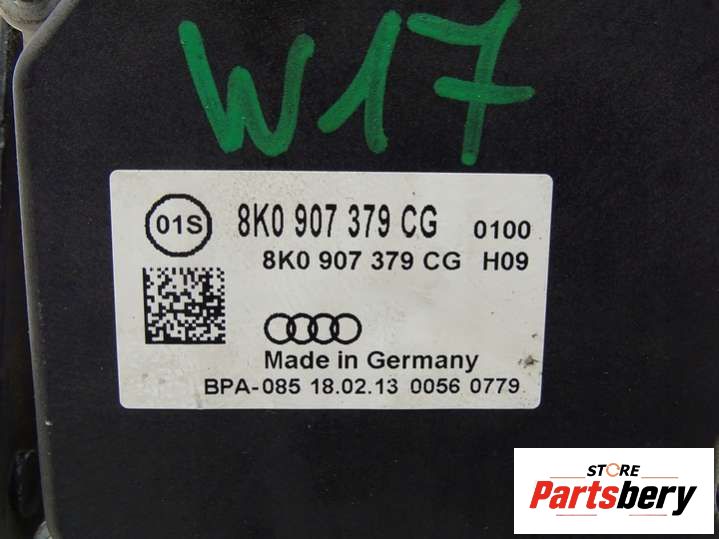 W17
01S 8K0 907 379 CG 0100
8K0 907 379 CG H09
Made in Germany
BPA-085 18.02.13 0056 0779
STORE
Partsbery